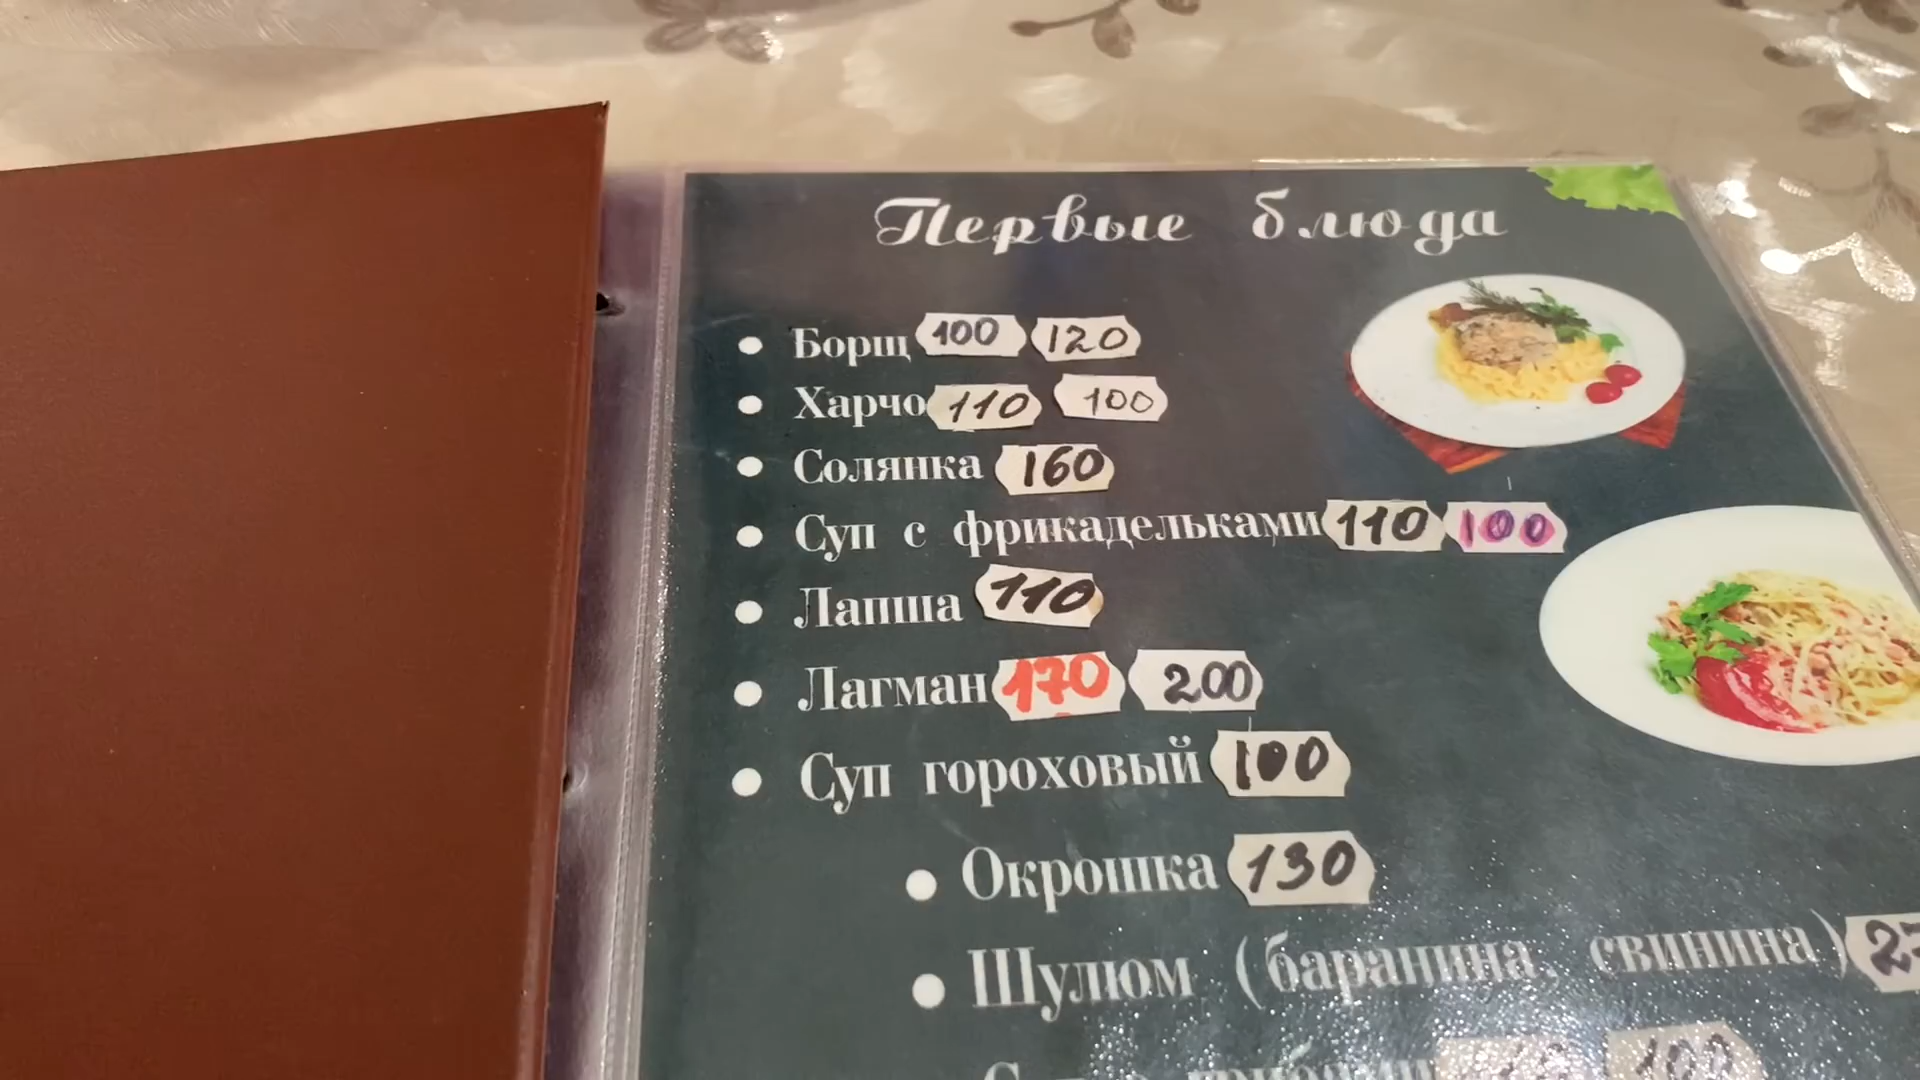 Первые блюда
Борщ 100 120
Харчо 110 100
Солянка 160
Суп с фрикадельками 110 100
Лапша 110
Лагман 170 200
Суп гороховый 100
Окрошка 130
Шулюм (баранина, свинина)
100